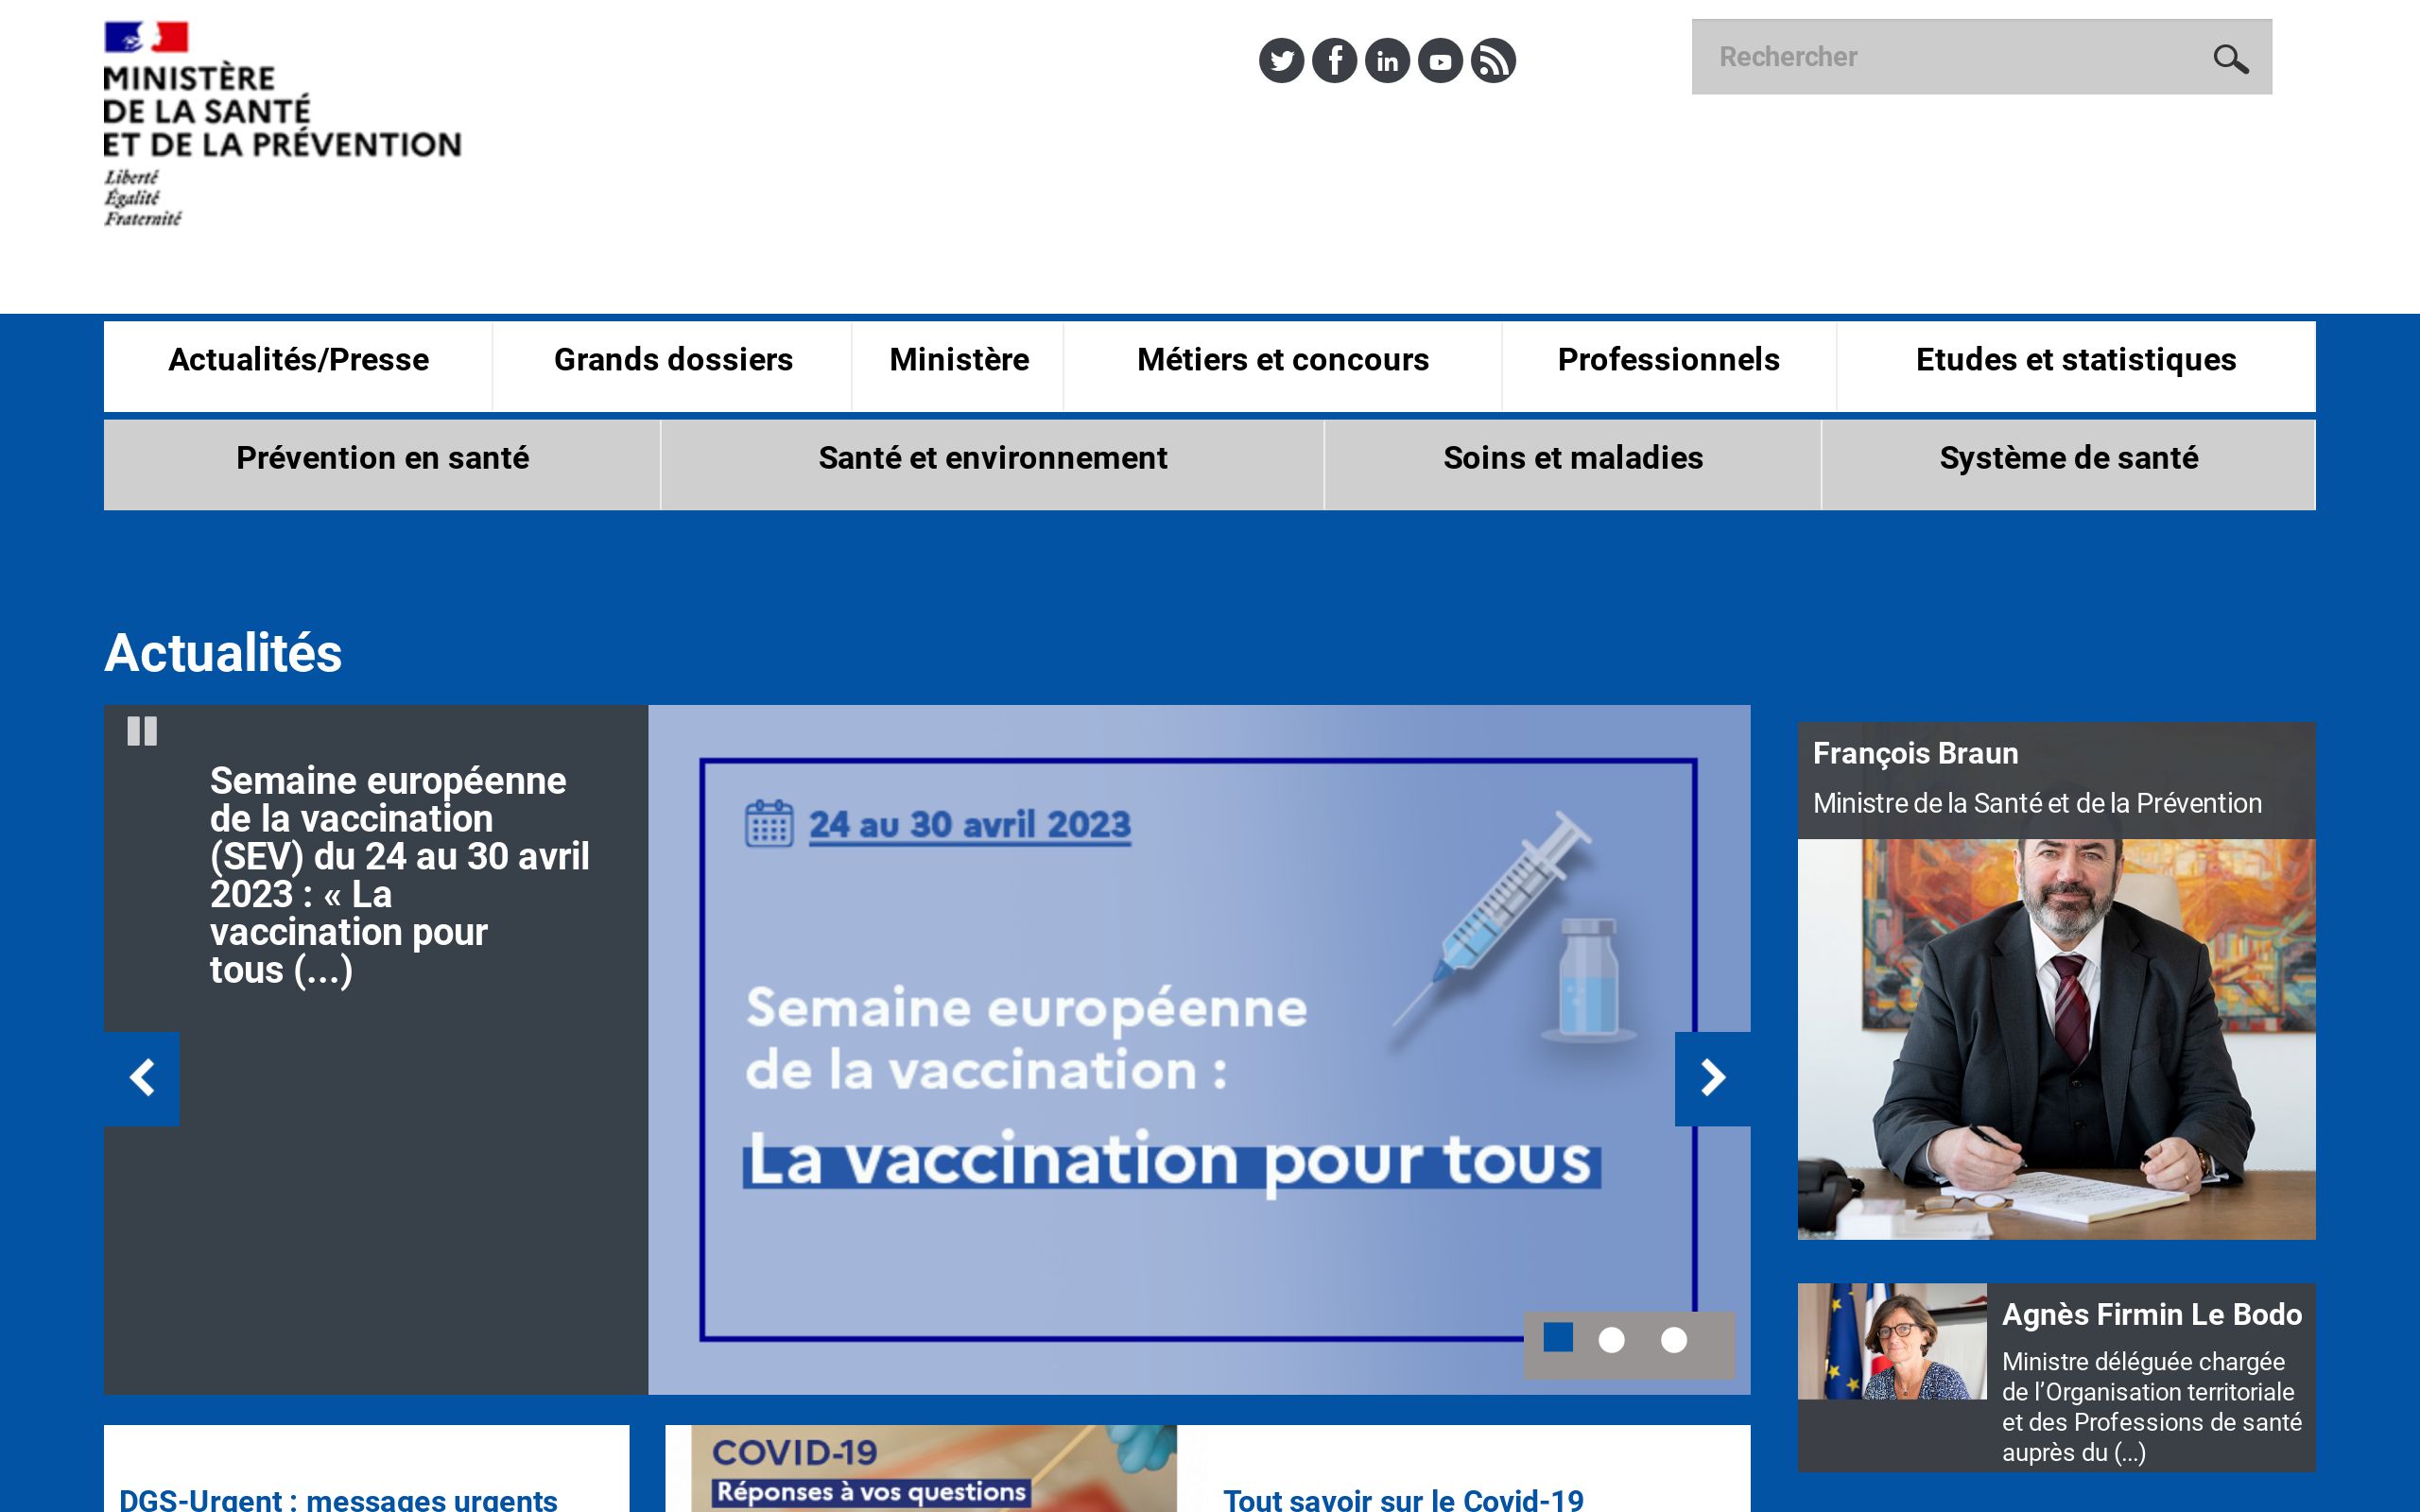 MINISTÈRE
DE LA SANTÉ
ET DE LA PRÉVENTION
Liberté
Égalité
Fraternité
Rechercher
Actualités/Presse
Grands dossiers
Ministère
Métiers et concours
Professionnels
Etudes et statistiques
Prévention en santé
Santé et environnement
Soins et maladies
Système de santé
Actualités
Semaine européenne
de la vaccination
(SEV) du 24 au 30 avril
2023 : « La
vaccination pour
tous (...)
24 au 30 avril 2023
Semaine européenne
de la vaccination :
La vaccination pour tous
François Braun
Ministre de la Santé et de la Prévention
Agnès Firmin Le Bodo
Ministre déléguée chargée
de l’Organisation territoriale
et des Professions de santé
auprès du (...)
DGS-Urgent : messages urgents
COVID-19
Réponses à vos questions
Tout savoir sur le Covid-19